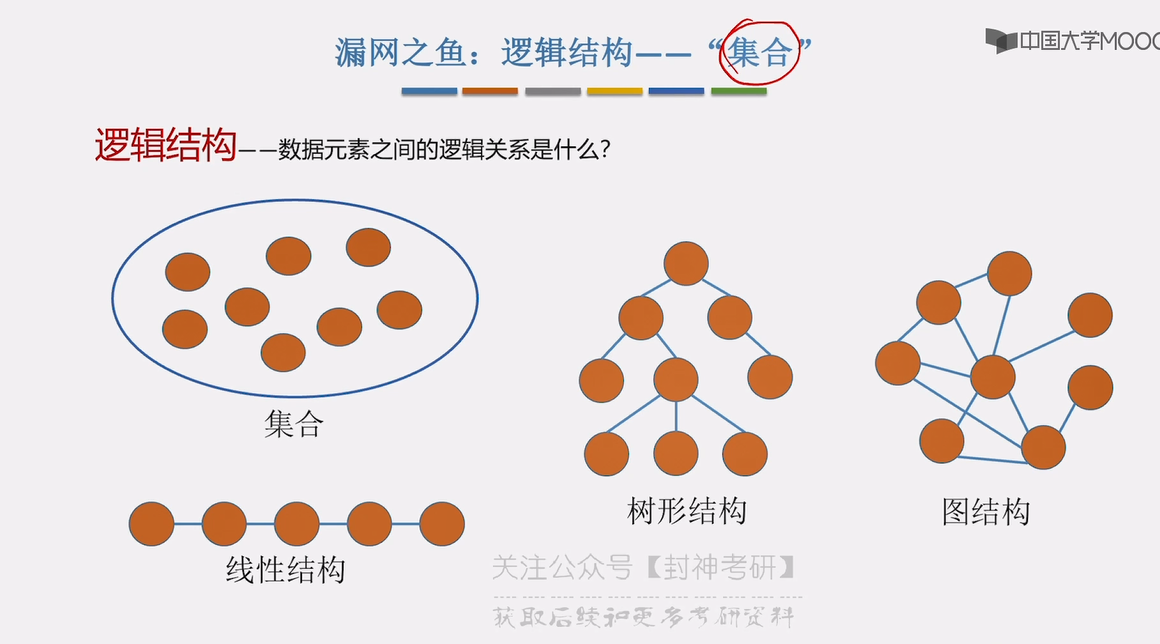 漏网之鱼：逻辑结构——“集合”
中国大学MOOC
逻辑结构——数据元素之间的逻辑关系是什么？
集合
线性结构
树形结构
图结构
关注公众号【封神考研】
获取后续和更多考研资料